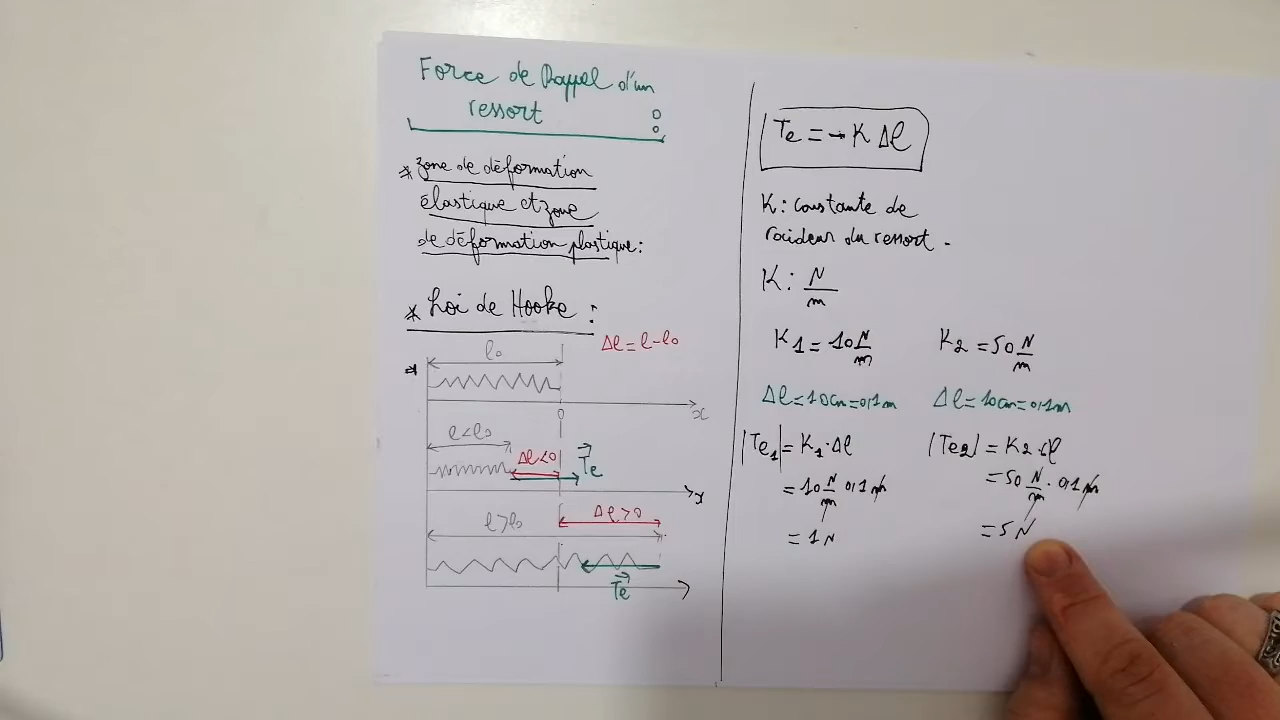 Force de Rappel d'un
ressort :
* zone de déformation
élastique et zone
de déformation plastique :
* Loi de Hooke :
Δl = l - l₀
l₀
x
0
l < l₀
Δl < 0
Te
x
Δl > 0
l > l₀
Te
Te = - K Δl
K : constante de
raideur du ressort.
K : N/m
K1 = 10 N/m
K2 = 50 N/m
Δl = 10cm = 0,1m
Δl = 10cm = 0,1m
|Te1| = K1 · Δl
= 10 N/m · 0,1 m
= 1 N
|Te2| = K2 · Δl
= 50 N/m · 0,1 m
= 5 N